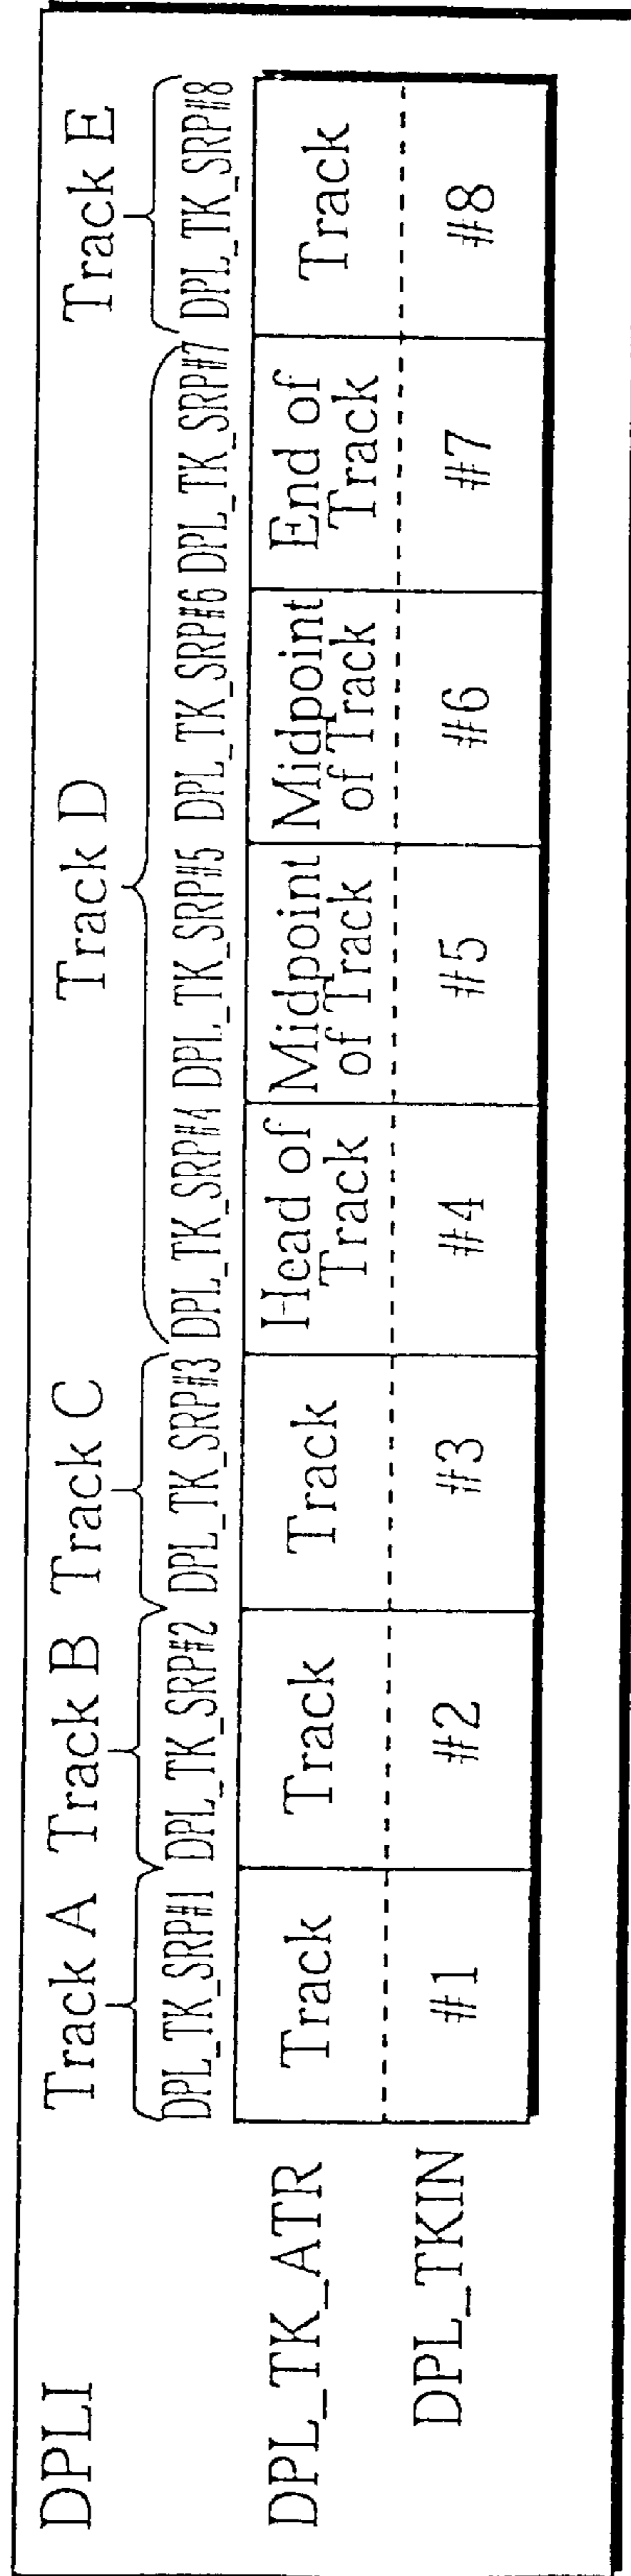 DPLI
Track A Track B Track C Track D Track E
DPL_TK_SRP#1 DPL_TK_SRP#2 DPL_TK_SRP#3 DPL_TK_SRP#4 DPL_TK_SRP#5 DPL_TK_SRP#6 DPL_TK_SRP#7 DPL_TK_SRP#8
DPL_TK_ATR Track Track Track Head of Track Midpoint of Track Midpoint of Track End of Track Track
DPL_TKIN #1 #2 #3 #4 #5 #6 #7 #8